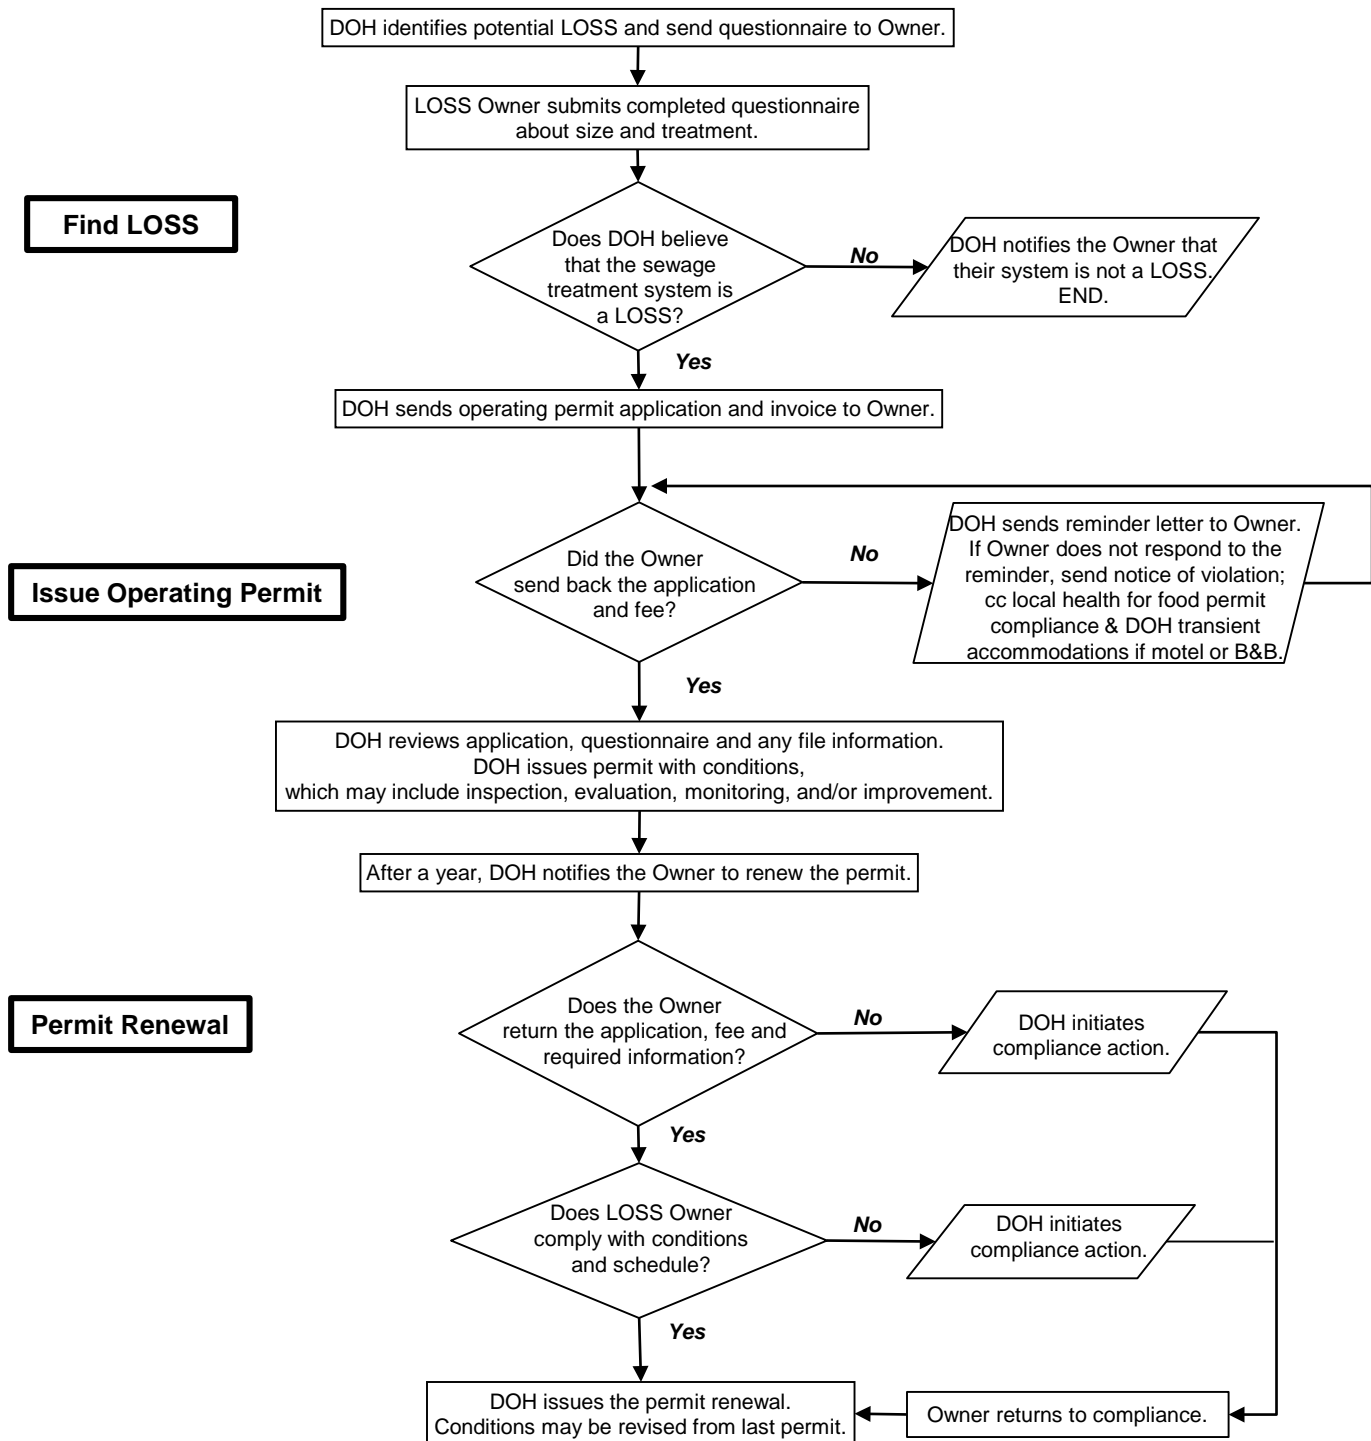 DOH identifies potential LOSS and send questionnaire to Owner.
LOSS Owner submits completed questionnaire
about size and treatment.
Find LOSS
Does DOH believe
that the sewage
treatment system is
a LOSS?
No
DOH notifies the Owner that
their system is not a LOSS.
END.
Yes
DOH sends operating permit application and invoice to Owner.
Issue Operating Permit
Did the Owner
send back the application
and fee?
No
DOH sends reminder letter to Owner.
If Owner does not respond to the
reminder, send notice of violation;
cc local health for food permit
compliance & DOH transient
accommodations if motel or B&B.
Yes
DOH reviews application, questionnaire and any file information.
DOH issues permit with conditions,
which may include inspection, evaluation, monitoring, and/or improvement.
After a year, DOH notifies the Owner to renew the permit.
Permit Renewal
Does the Owner
return the application, fee and
required information?
No
DOH initiates
compliance action.
Yes
Does LOSS Owner
comply with conditions
and schedule?
No
DOH initiates
compliance action.
Yes
DOH issues the permit renewal.
Conditions may be revised from last permit.
Owner returns to compliance.